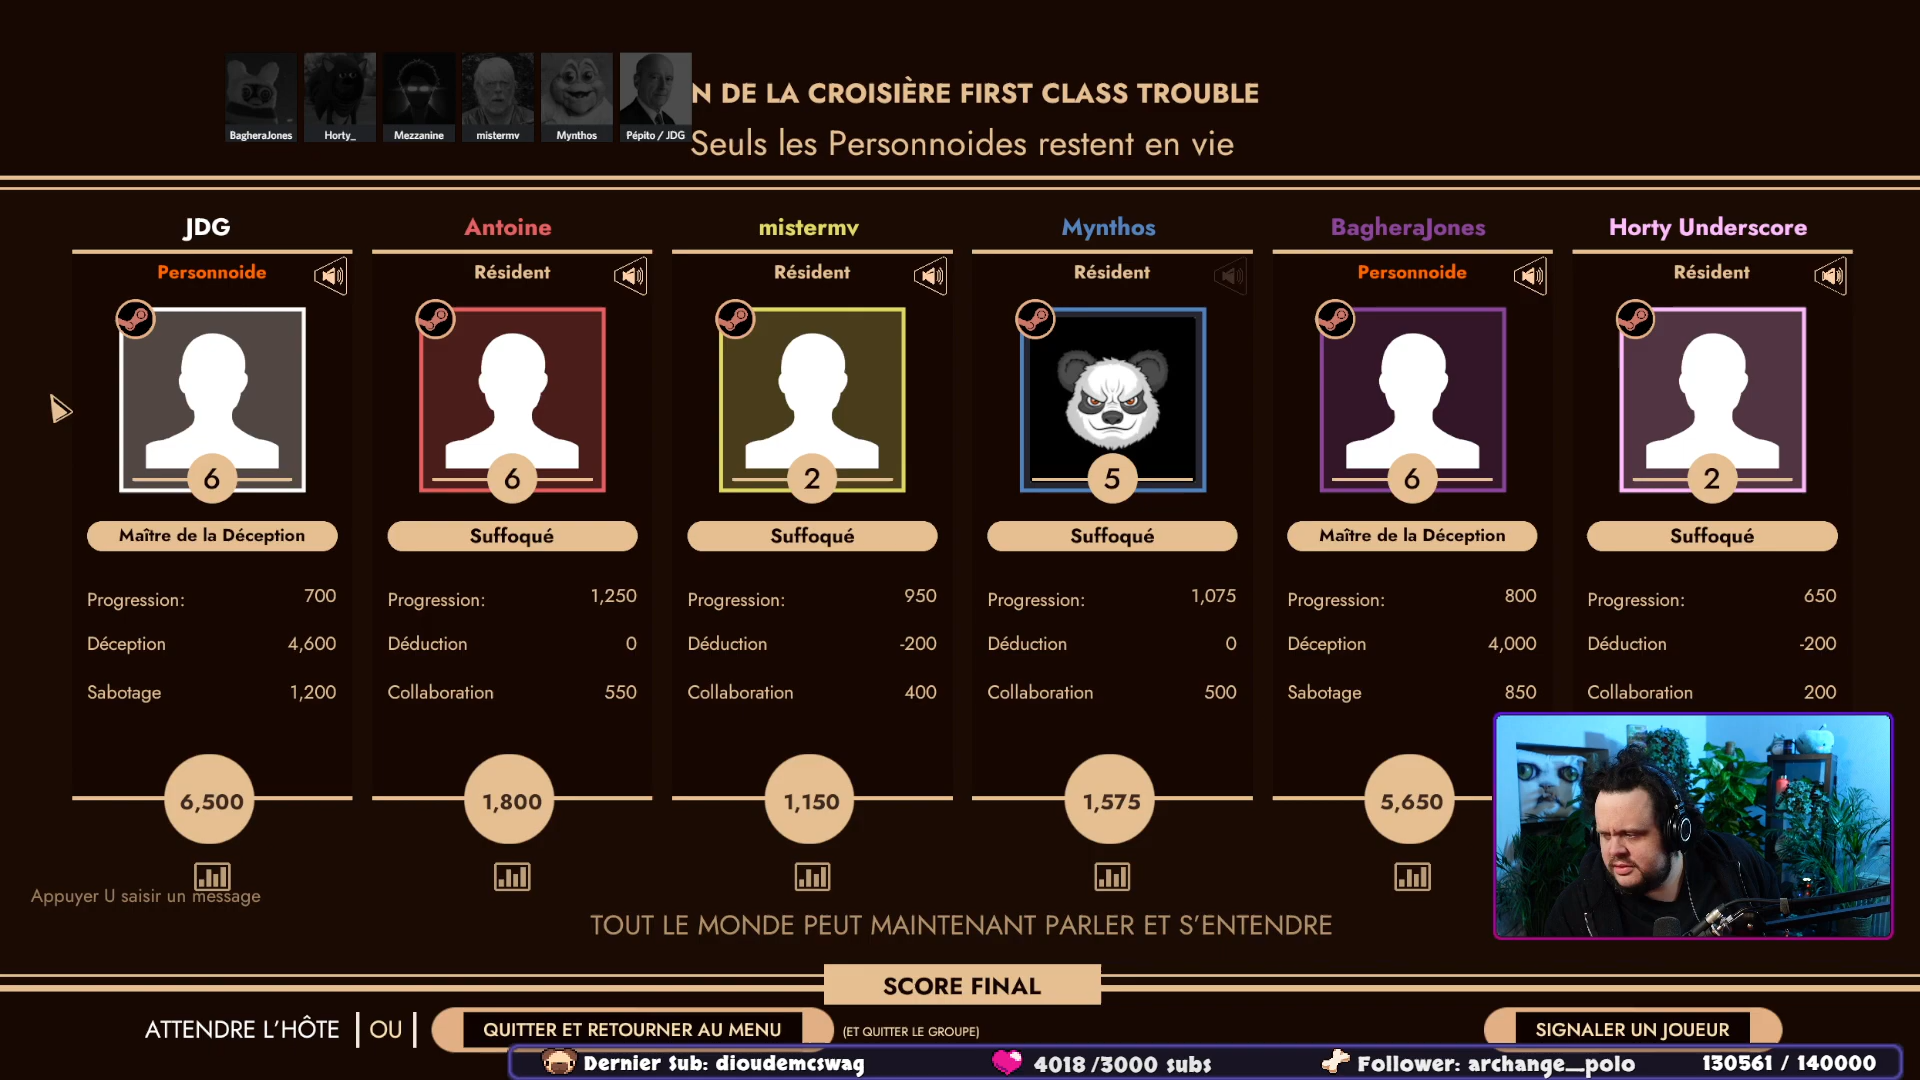 N DE LA CROISIÈRE FIRST CLASS TROUBLE
BagheraJones Horty_ Mezzanine mistermv Mynthos Pépito / JDG
Seuls les Personnoides restent en vie
JDG Antoine mistermv Mynthos BagheraJones Horty Underscore
Personnoide Résident Résident Résident Personnoide Résident
6 6 2 5 6 2
Maître de la Déception Suffoqué Suffoqué Suffoqué Maître de la Déception Suffoqué
Progression: 700 Progression: 1,250 Progression: 950 Progression: 1,075 Progression: 800 Progression: 650
Déception 4,600 Déduction 0 Déduction -200 Déduction 0 Déception 4,000 Déduction -200
Sabotage 1,200 Collaboration 550 Collaboration 400 Collaboration 500 Sabotage 850 Collaboration 200
6,500 1,800 1,150 1,575 5,650
Appuyer U saisir un message
TOUT LE MONDE PEUT MAINTENANT PARLER ET S'ENTENDRE
SCORE FINAL
ATTENDRE L'HÔTE OU QUITTER ET RETOURNER AU MENU (ET QUITTER LE GROUPE) SIGNALER UN JOUEUR
Dernier Sub: dioudemcswag 4018 /3000 subs Follower: archange_polo 130561 / 140000